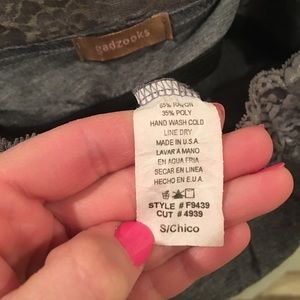 gadzooks
65% RAYON
35% POLY
HAND WASH COLD
LINE DRY
MADE IN U.S.A.
LAVAR A MANO
EN AQUA FRIA
SECAR EN LINEA
HECHO EN E.U.A.
STYLE # F9439
CUT # 4939
S/Chico